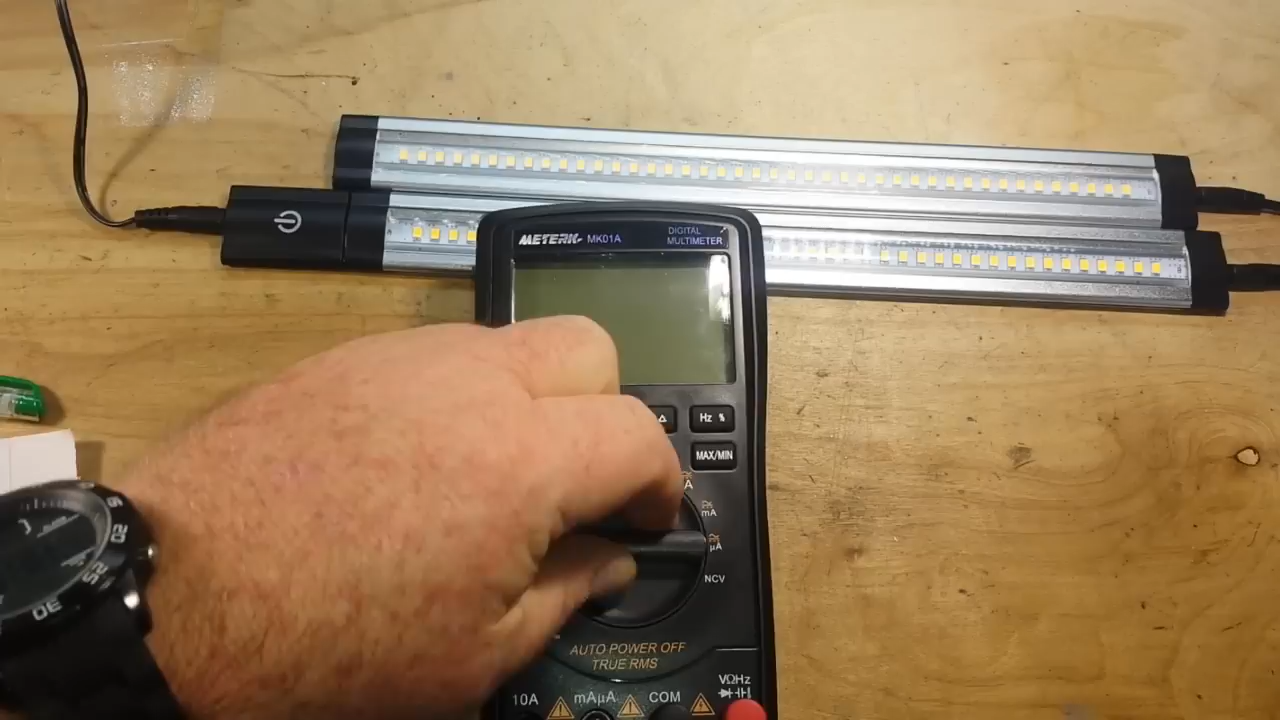 METERK MK01A
DIGITAL
MULTIMETER
Hz %
MAX/MIN
A
mA
μA
NCV
AUTO POWER OFF
TRUE RMS
10A
mAμA
COM
VΩHz